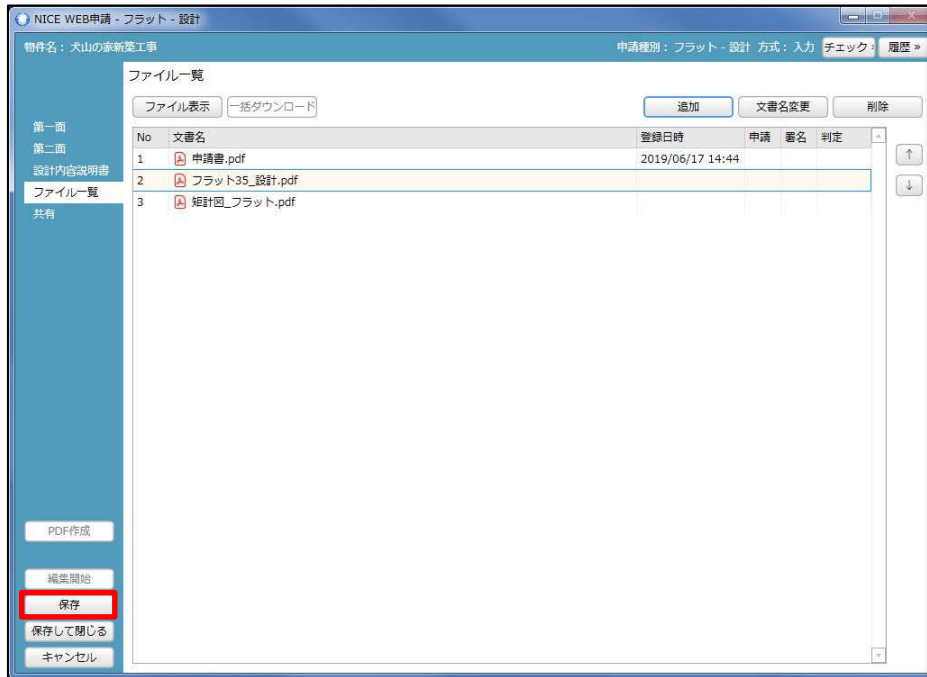 NICE WEB申請 - フラット - 設計
物件名： 犬山の家新築工事 申請種別： フラット - 設計 方式： 入力 チェック » 履歴 »
ファイル一覧
ファイル表示 一括ダウンロード 追加 文書名変更 削除
第一面
第二面
設計内容説明書
ファイル一覧
共有
No 文書名 登録日時 申請 署名 判定
1 申請書.pdf 2019/06/17 14:44
2 フラット35_設計.pdf
3 矩計図_フラット.pdf
↑
↓
PDF作成
編集開始
保存
保存して閉じる
キャンセル